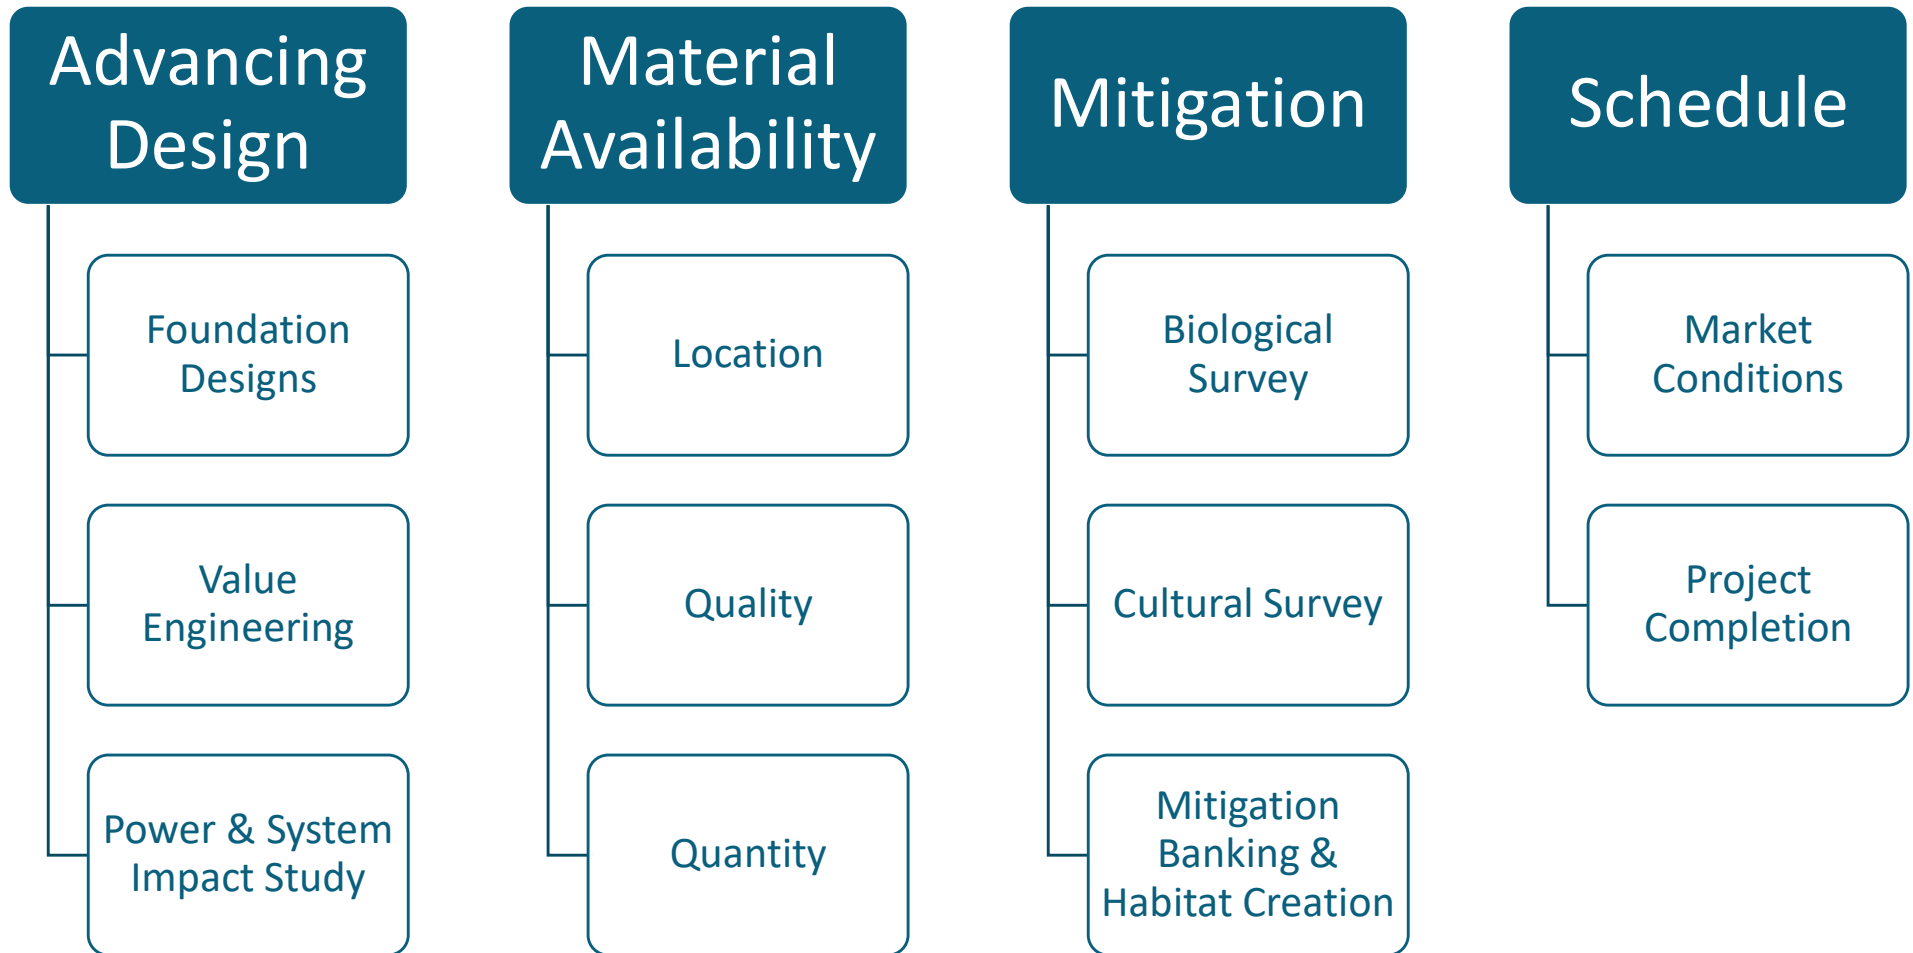 Advancing
Design
Foundation
Designs
Value
Engineering
Power & System
Impact Study
Material
Availability
Location
Quality
Quantity
Mitigation
Biological
Survey
Cultural Survey
Mitigation
Banking &
Habitat Creation
Schedule
Market
Conditions
Project
Completion